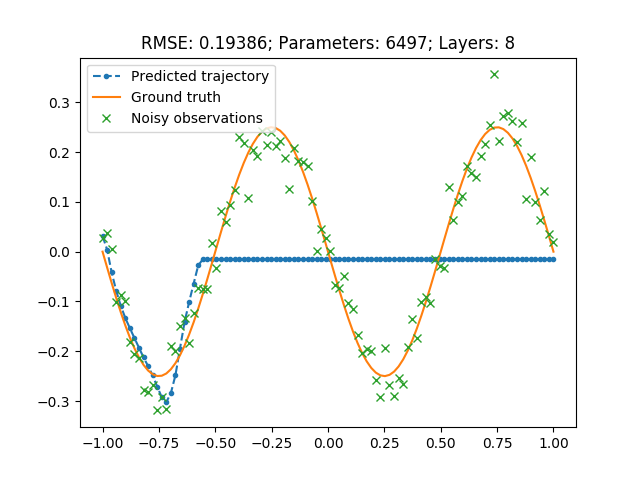 RMSE: 0.19386; Parameters: 6497; Layers: 8
Predicted trajectory
Ground truth
Noisy observations
0.3
0.2
0.1
0.0
−0.1
−0.2
−0.3
−1.00 −0.75 −0.50 −0.25 0.00 0.25 0.50 0.75 1.00